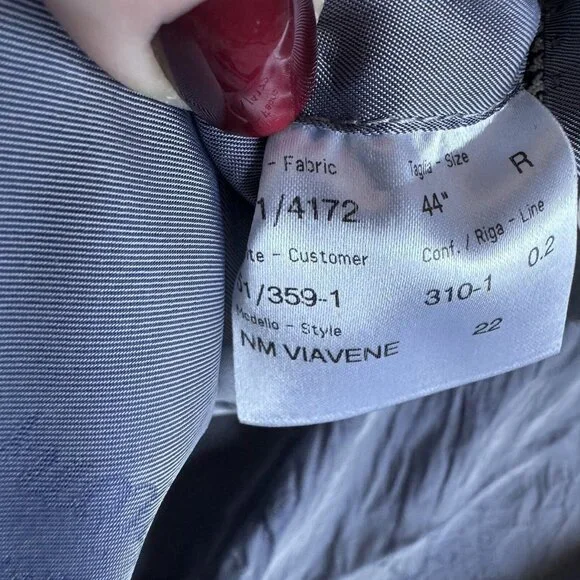 - Fabric Taglia - Size
1/4172 44" R
te - Customer Conf. / Riga - Line
01/359-1 310-1 0.2
Modello - Style
NM VIAVENE 22